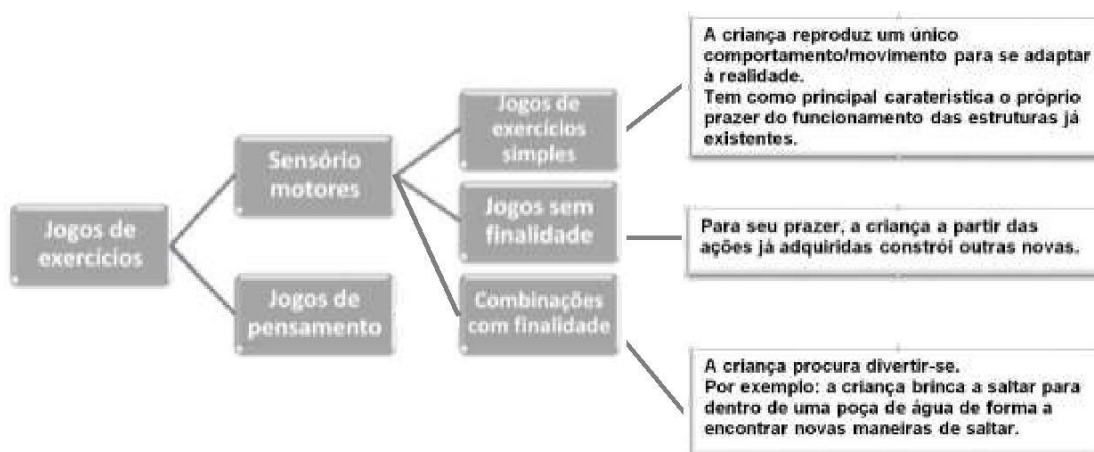 Jogos de
exercícios
Sensório
motores
Jogos de
pensamento
Jogos de
exercícios
simples
Jogos sem
finalidade
Combinações
com finalidade
A criança reproduz um único
comportamento/movimento para se adaptar
à realidade.
Tem como principal caraterística o próprio
prazer do funcionamento das estruturas já
existentes.
Para seu prazer, a criança a partir das
ações já adquiridas constrói outras novas.
A criança procura divertir-se.
Por exemplo: a criança brinca a saltar para
dentro de uma poça de água de forma a
encontrar novas maneiras de saltar.